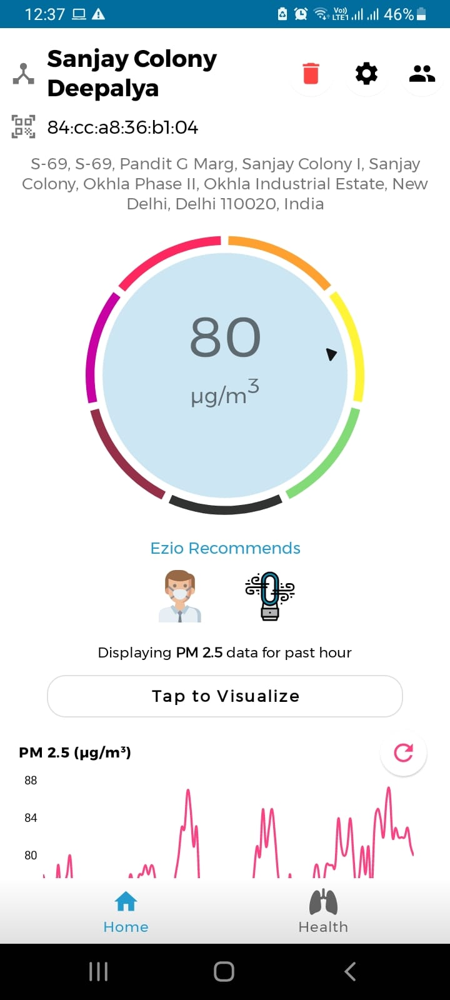 12:37
Vo)) LTE1 46%
Sanjay Colony
Deepalya
84:cc:a8:36:b1:04
S-69, S-69, Pandit G Marg, Sanjay Colony I, Sanjay
Colony, Okhla Phase II, Okhla Industrial Estate, New
Delhi, Delhi 110020, India
80
µg/m³
Ezio Recommends
Displaying PM 2.5 data for past hour
Tap to Visualize
PM 2.5 (µg/m³)
88
84
80
Home
Health